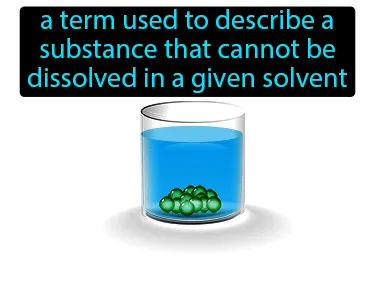 a term used to describe a
substance that cannot be
dissolved in a given solvent